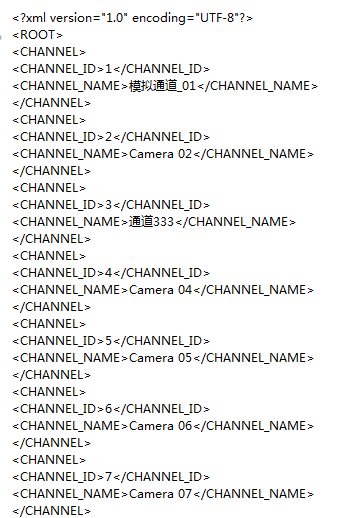 <?xml version="1.0" encoding="UTF-8"?>
<ROOT>
<CHANNEL>
<CHANNEL_ID>1</CHANNEL_ID>
<CHANNEL_NAME>模拟通道_01</CHANNEL_NAME>
</CHANNEL>
<CHANNEL>
<CHANNEL_ID>2</CHANNEL_ID>
<CHANNEL_NAME>Camera 02</CHANNEL_NAME>
</CHANNEL>
<CHANNEL>
<CHANNEL_ID>3</CHANNEL_ID>
<CHANNEL_NAME>通道333</CHANNEL_NAME>
</CHANNEL>
<CHANNEL>
<CHANNEL_ID>4</CHANNEL_ID>
<CHANNEL_NAME>Camera 04</CHANNEL_NAME>
</CHANNEL>
<CHANNEL>
<CHANNEL_ID>5</CHANNEL_ID>
<CHANNEL_NAME>Camera 05</CHANNEL_NAME>
</CHANNEL>
<CHANNEL>
<CHANNEL_ID>6</CHANNEL_ID>
<CHANNEL_NAME>Camera 06</CHANNEL_NAME>
</CHANNEL>
<CHANNEL>
<CHANNEL_ID>7</CHANNEL_ID>
<CHANNEL_NAME>Camera 07</CHANNEL_NAME>
</CHANNEL>